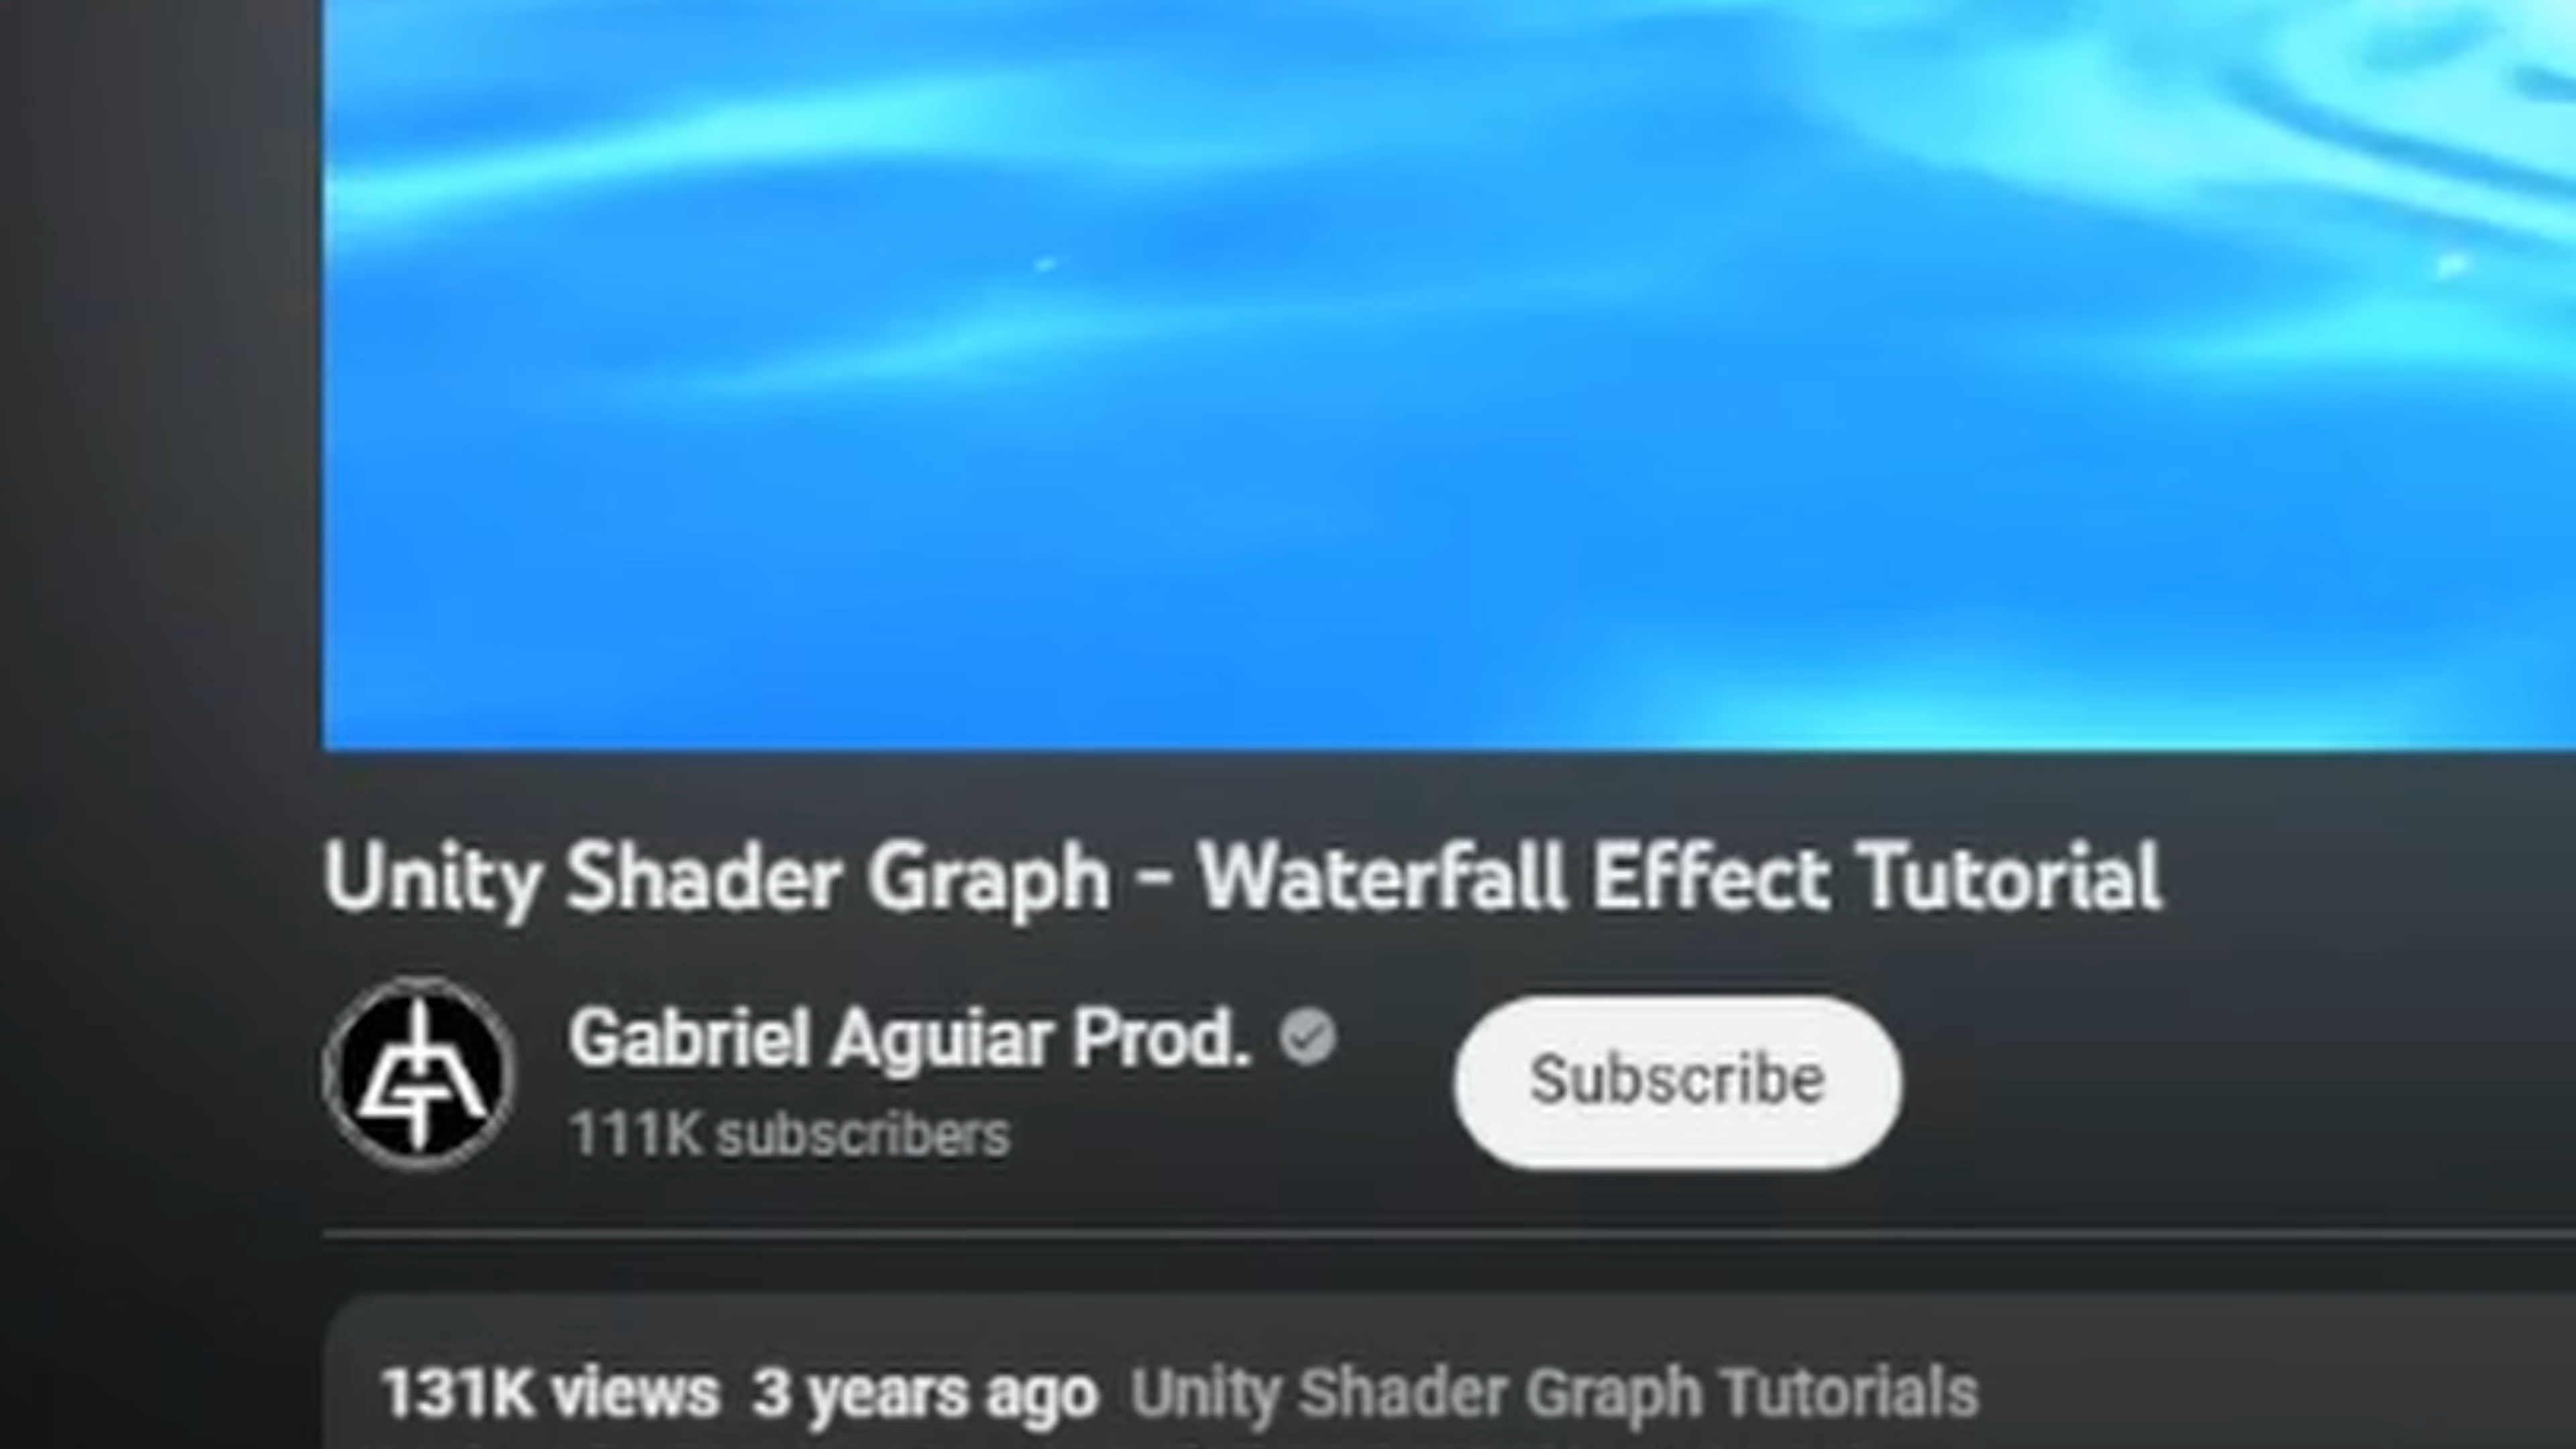 Unity Shader Graph - Waterfall Effect Tutorial
Gabriel Aguiar Prod.
111K subscribers
Subscribe
131K views 3 years ago Unity Shader Graph Tutorials